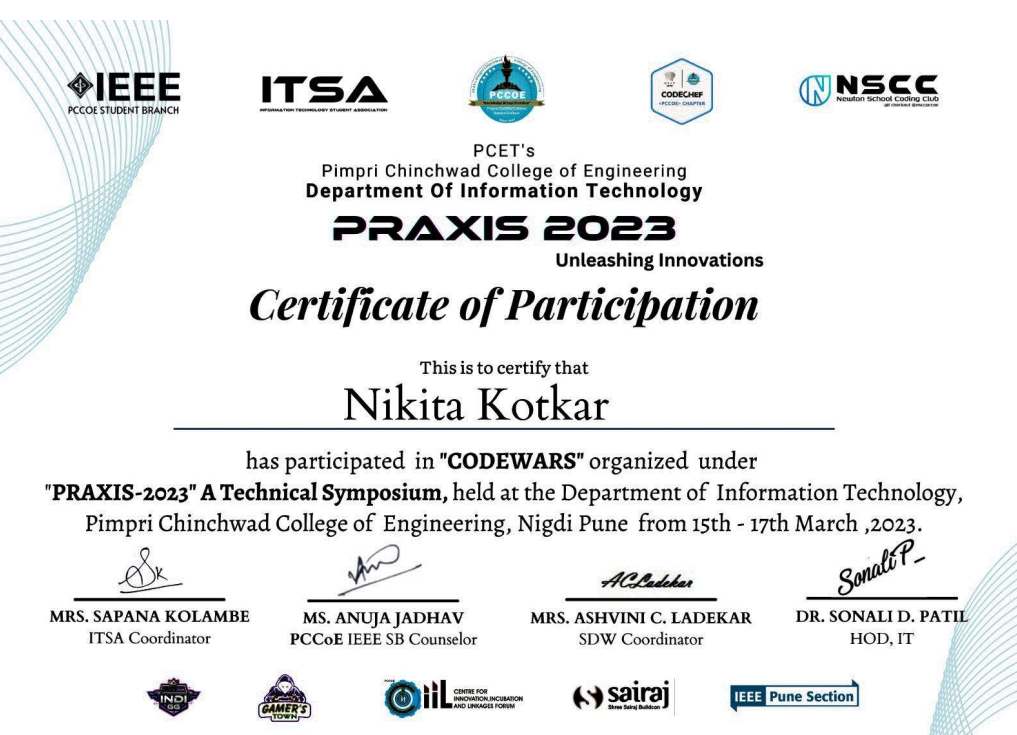 IEEE
PCCOE STUDENT BRANCH
ITSA
INFORMATION TECHNOLOGY STUDENT ASSOCIATION
PCCOE
CODECHEF
<PCCOE> CHAPTER
NSCC
Newton School Coding Club
PCET's
Pimpri Chinchwad College of Engineering
Department Of Information Technology
PRAXIS 2023
Unleashing Innovations
Certificate of Participation
This is to certify that
Nikita Kotkar
has participated in "CODEWARS" organized under
"PRAXIS-2023" A Technical Symposium, held at the Department of Information Technology,
Pimpri Chinchwad College of Engineering, Nigdi Pune from 15th - 17th March ,2023.
SK
ACLadekar
Sonali P
MRS. SAPANA KOLAMBE
ITSA Coordinator
MS. ANUJA JADHAV
PCCoE IEEE SB Counselor
MRS. ASHVINI C. LADEKAR
SDW Coordinator
DR. SONALI D. PATIL
HOD, IT
INDI
GG
GAMER'S
TOWN
iiL
CENTRE FOR
INNOVATION,INCUBATION
AND LINKAGES FORUM
sairaj
Shree Sairaj Buildcon
IEEE Pune Section